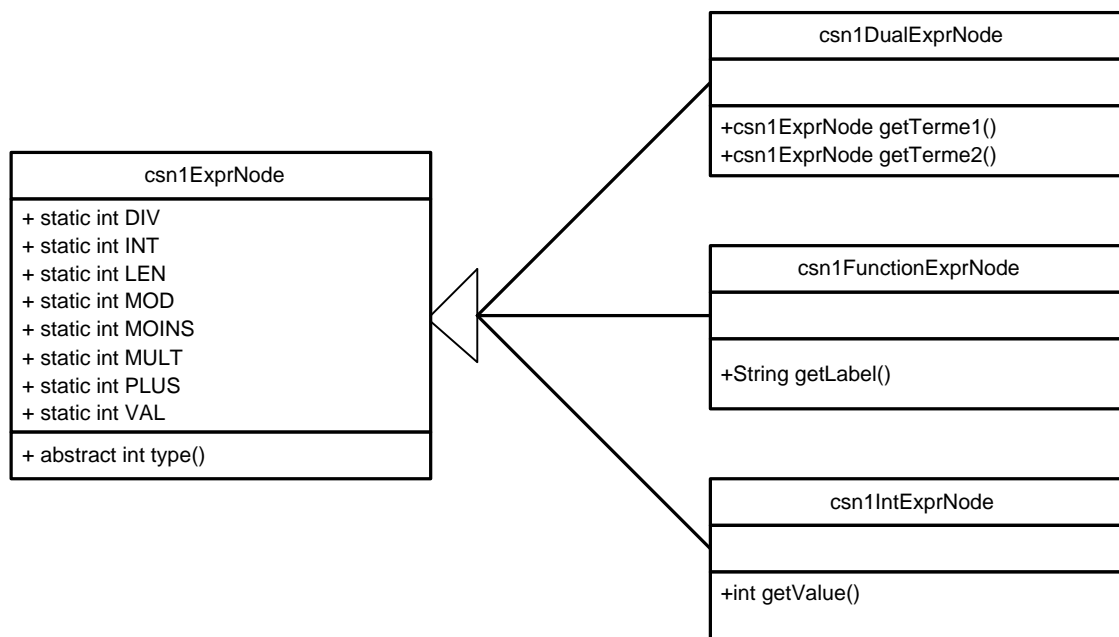 csn1ExprNode
+ static int DIV
+ static int INT
+ static int LEN
+ static int MOD
+ static int MOINS
+ static int MULT
+ static int PLUS
+ static int VAL
+ abstract int type()
csn1DualExprNode
+csn1ExprNode getTerme1()
+csn1ExprNode getTerme2()
csn1FunctionExprNode
+String getLabel()
csn1IntExprNode
+int getValue()